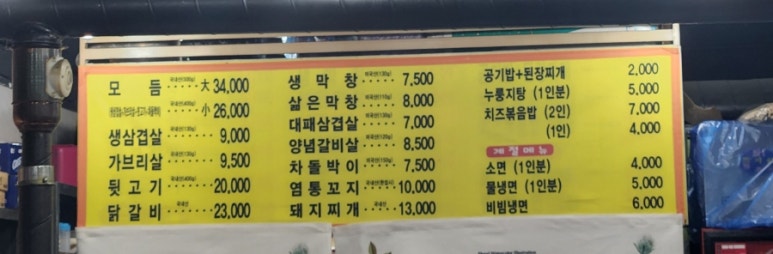 모듬 ····· 大 34,000
小 26,000
생삼겹살 ····· 9,000
가브리살 ····· 9,500
뒷고기 ····· 20,000
닭갈비 ····· 23,000
생막창 ····· 7,500
삶은막창 ····· 8,000
대패삼겹살 ····· 7,000
양념갈비살 ····· 8,500
차돌박이 ····· 7,500
염통꼬지 ····· 10,000
돼지찌개 ····· 13,000
공기밥+된장찌개 2,000
누룽지탕 (1인분) 5,000
치즈볶음밥 (2인) 7,000
(1인) 4,000
계절메뉴
소면 (1인분) 4,000
물냉면 (1인분) 5,000
비빔냉면 6,000